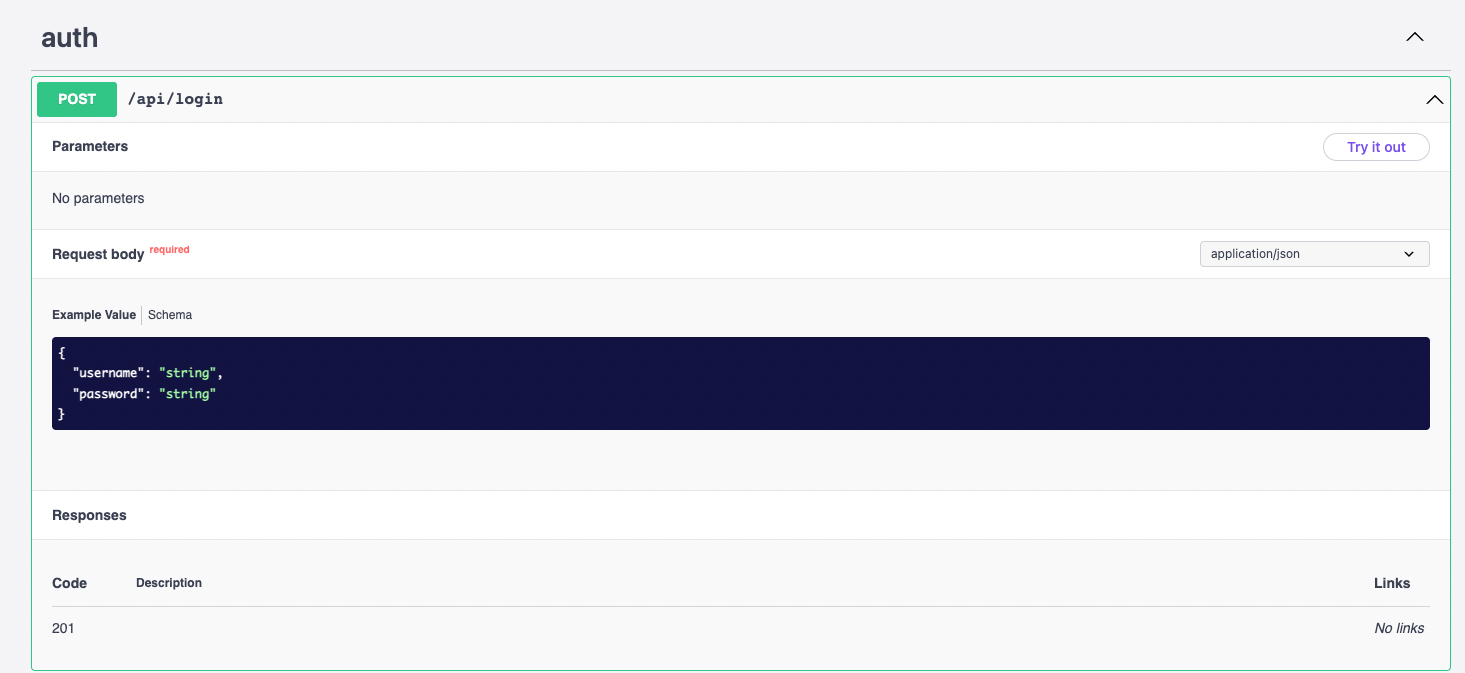 auth
POST /api/login
Parameters Try it out
No parameters
Request body required application/json
Example Value Schema
{
  "username": "string",
  "password": "string"
}
Responses
Code Description Links
201 No links